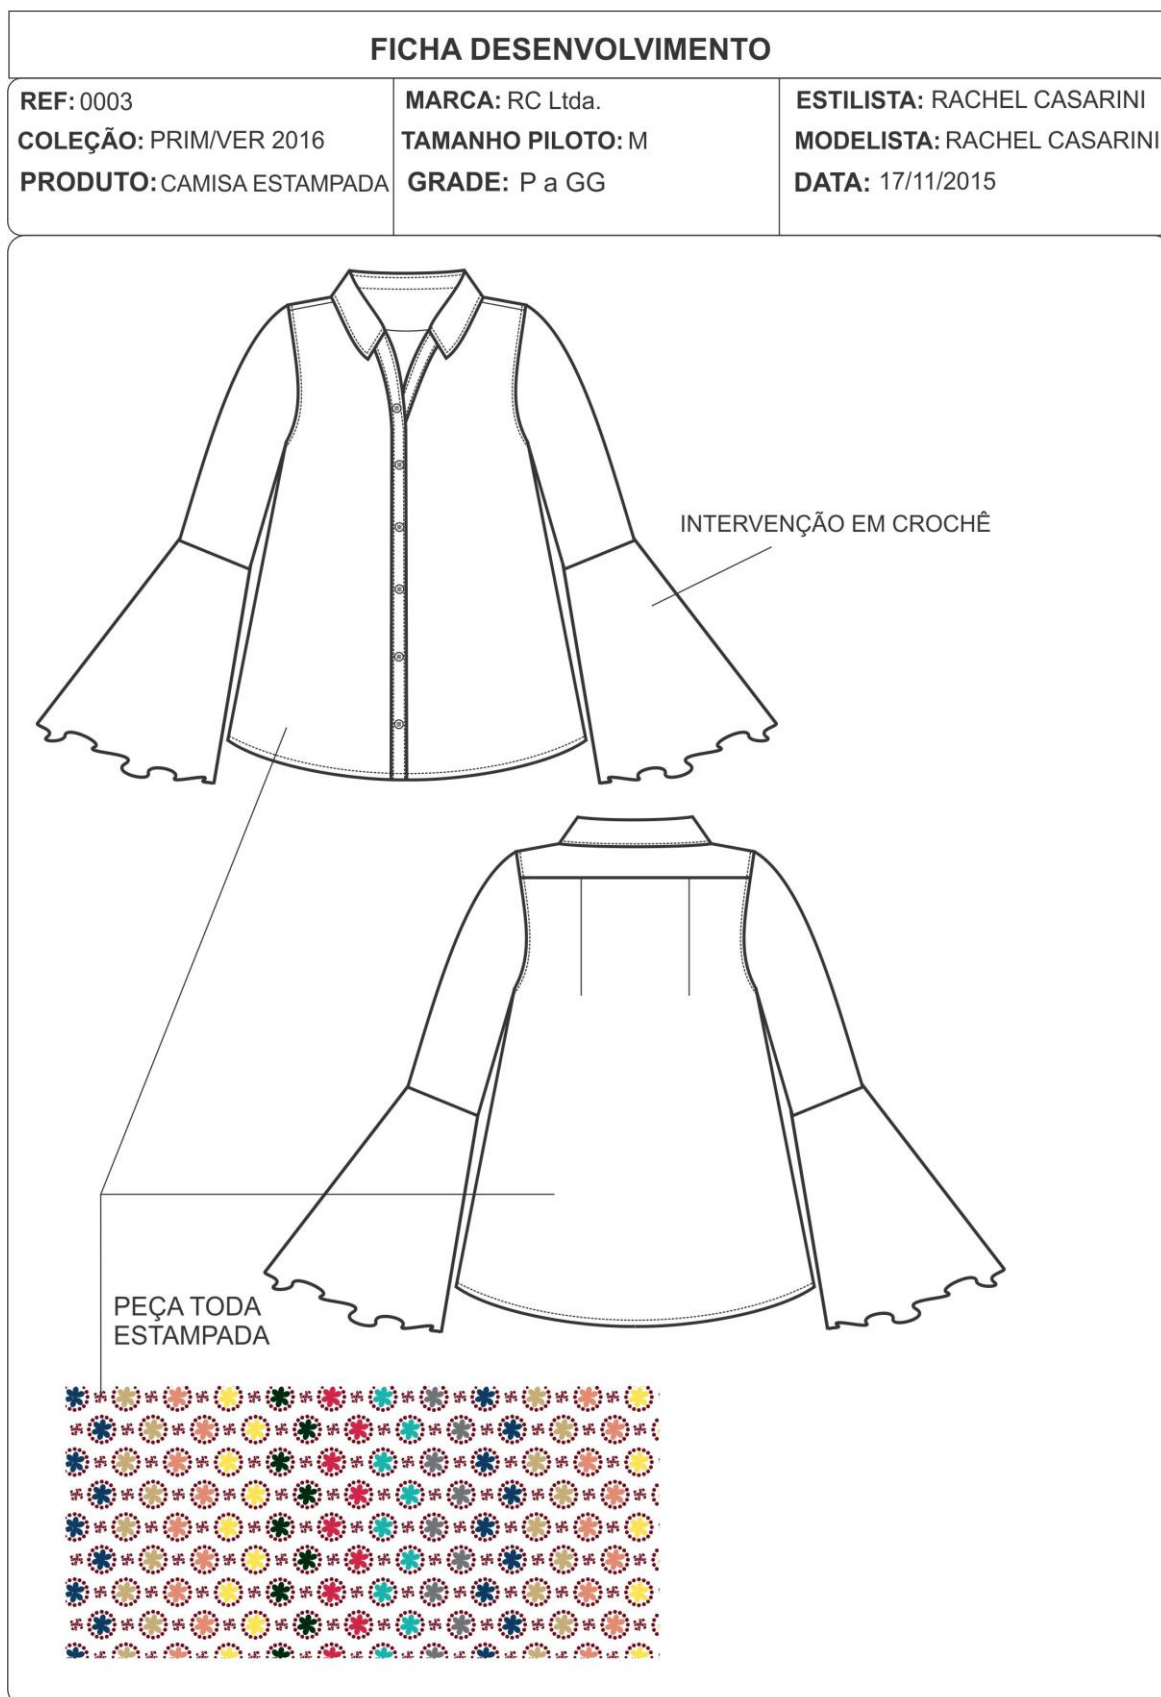 FICHA DESENVOLVIMENTO
REF: 0003
COLEÇÃO: PRIM/VER 2016
PRODUTO: CAMISA ESTAMPADA
MARCA: RC Ltda.
TAMANHO PILOTO: M
GRADE: P a GG
ESTILISTA: RACHEL CASARINI
MODELISTA: RACHEL CASARINI
DATA: 17/11/2015
INTERVENÇÃO EM CROCHÊ
PEÇA TODA
ESTAMPADA